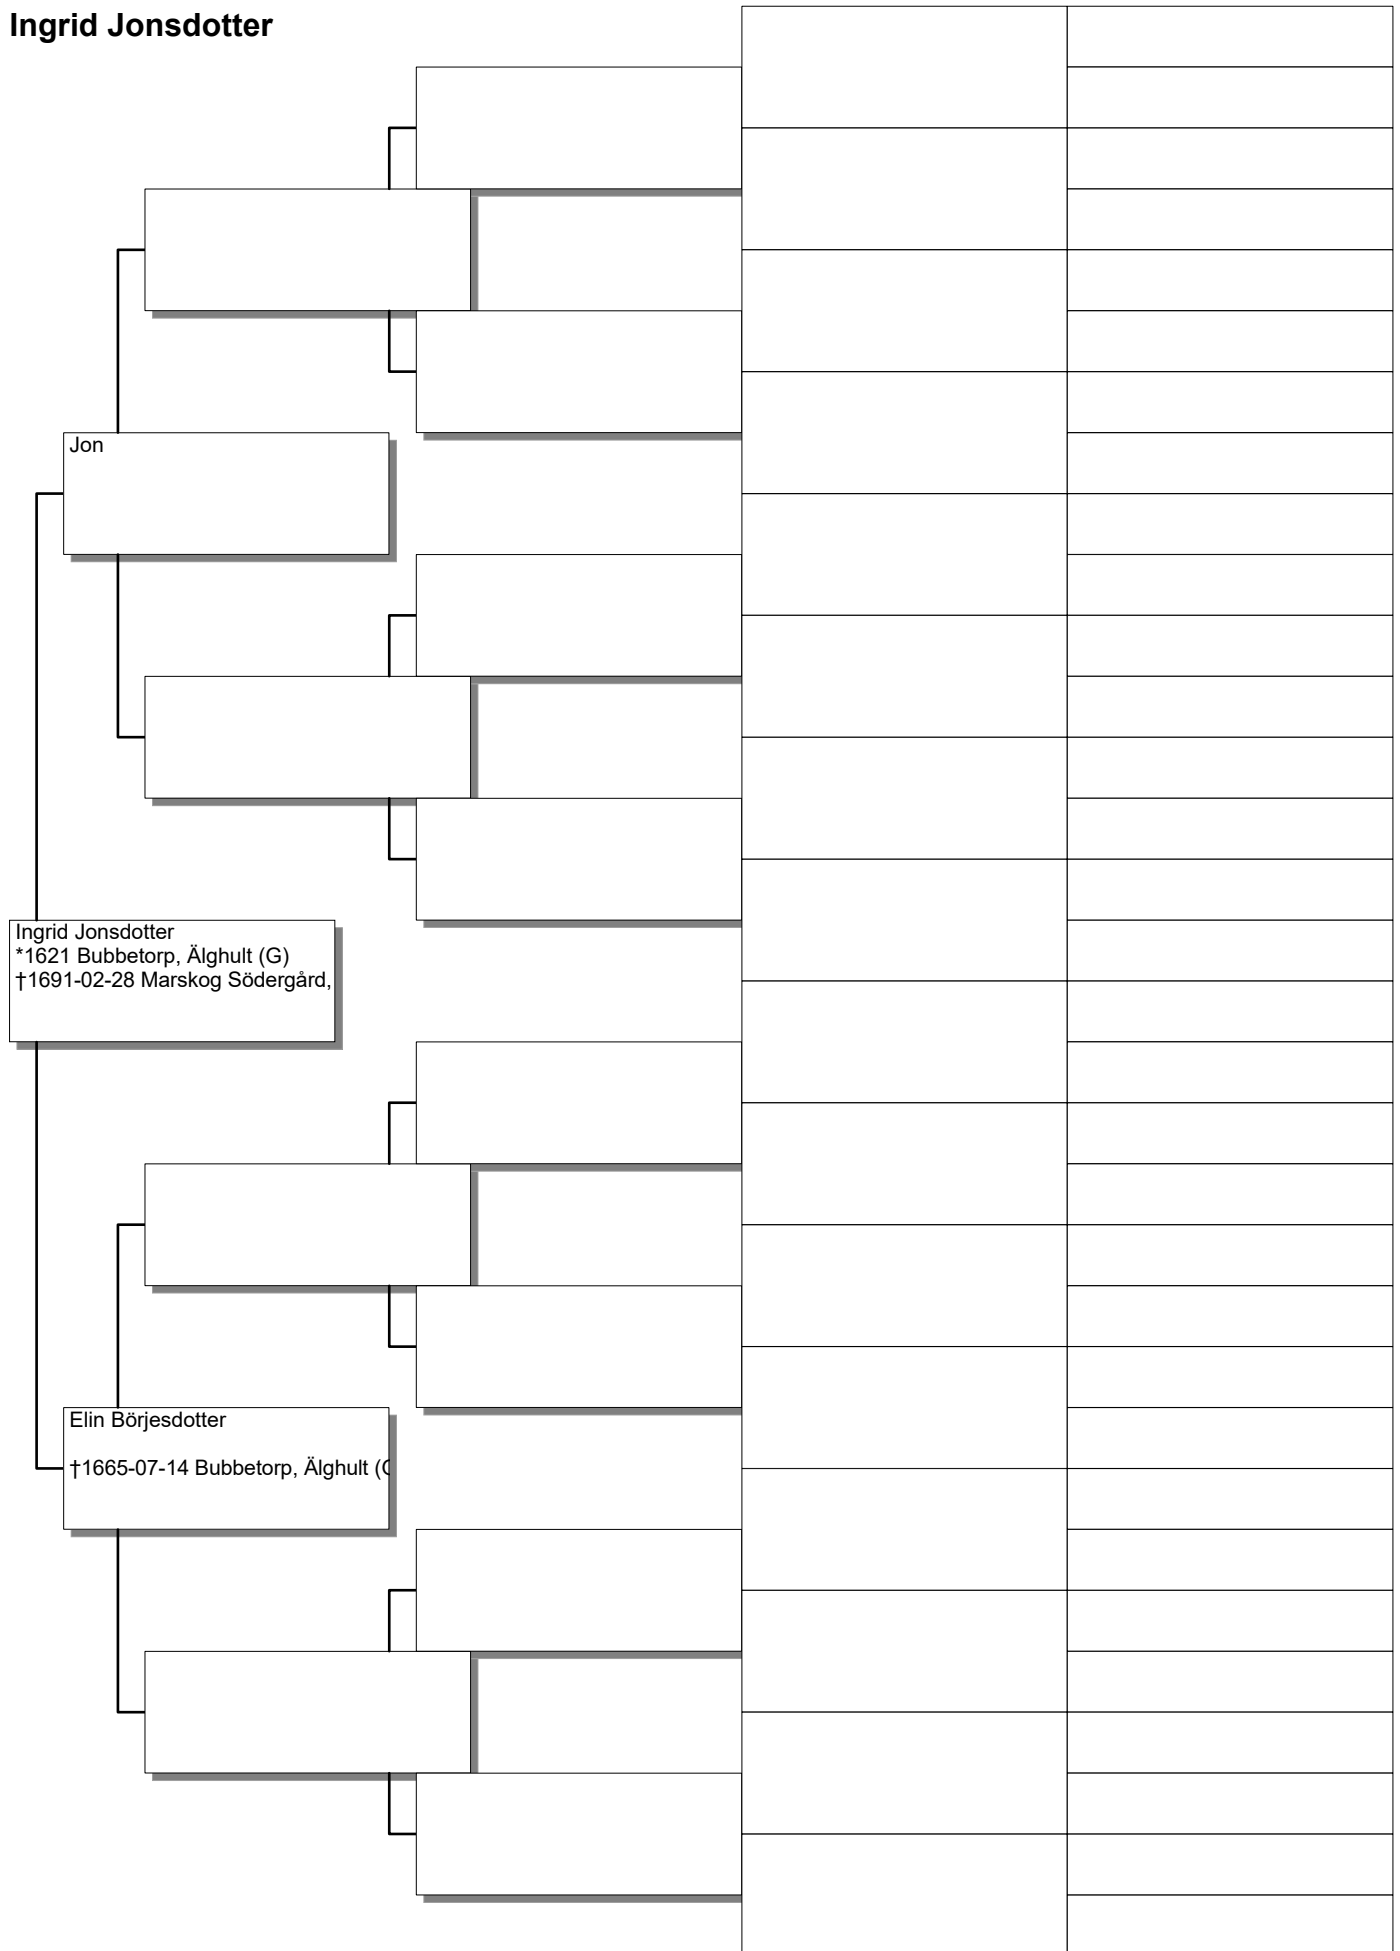 Ingrid Jonsdotter
Jon
Ingrid Jonsdotter
*1621 Bubbetorp, Älghult (G)
†1691-02-28 Marskog Södergård,
Elin Börjesdotter
†1665-07-14 Bubbetorp, Älghult (